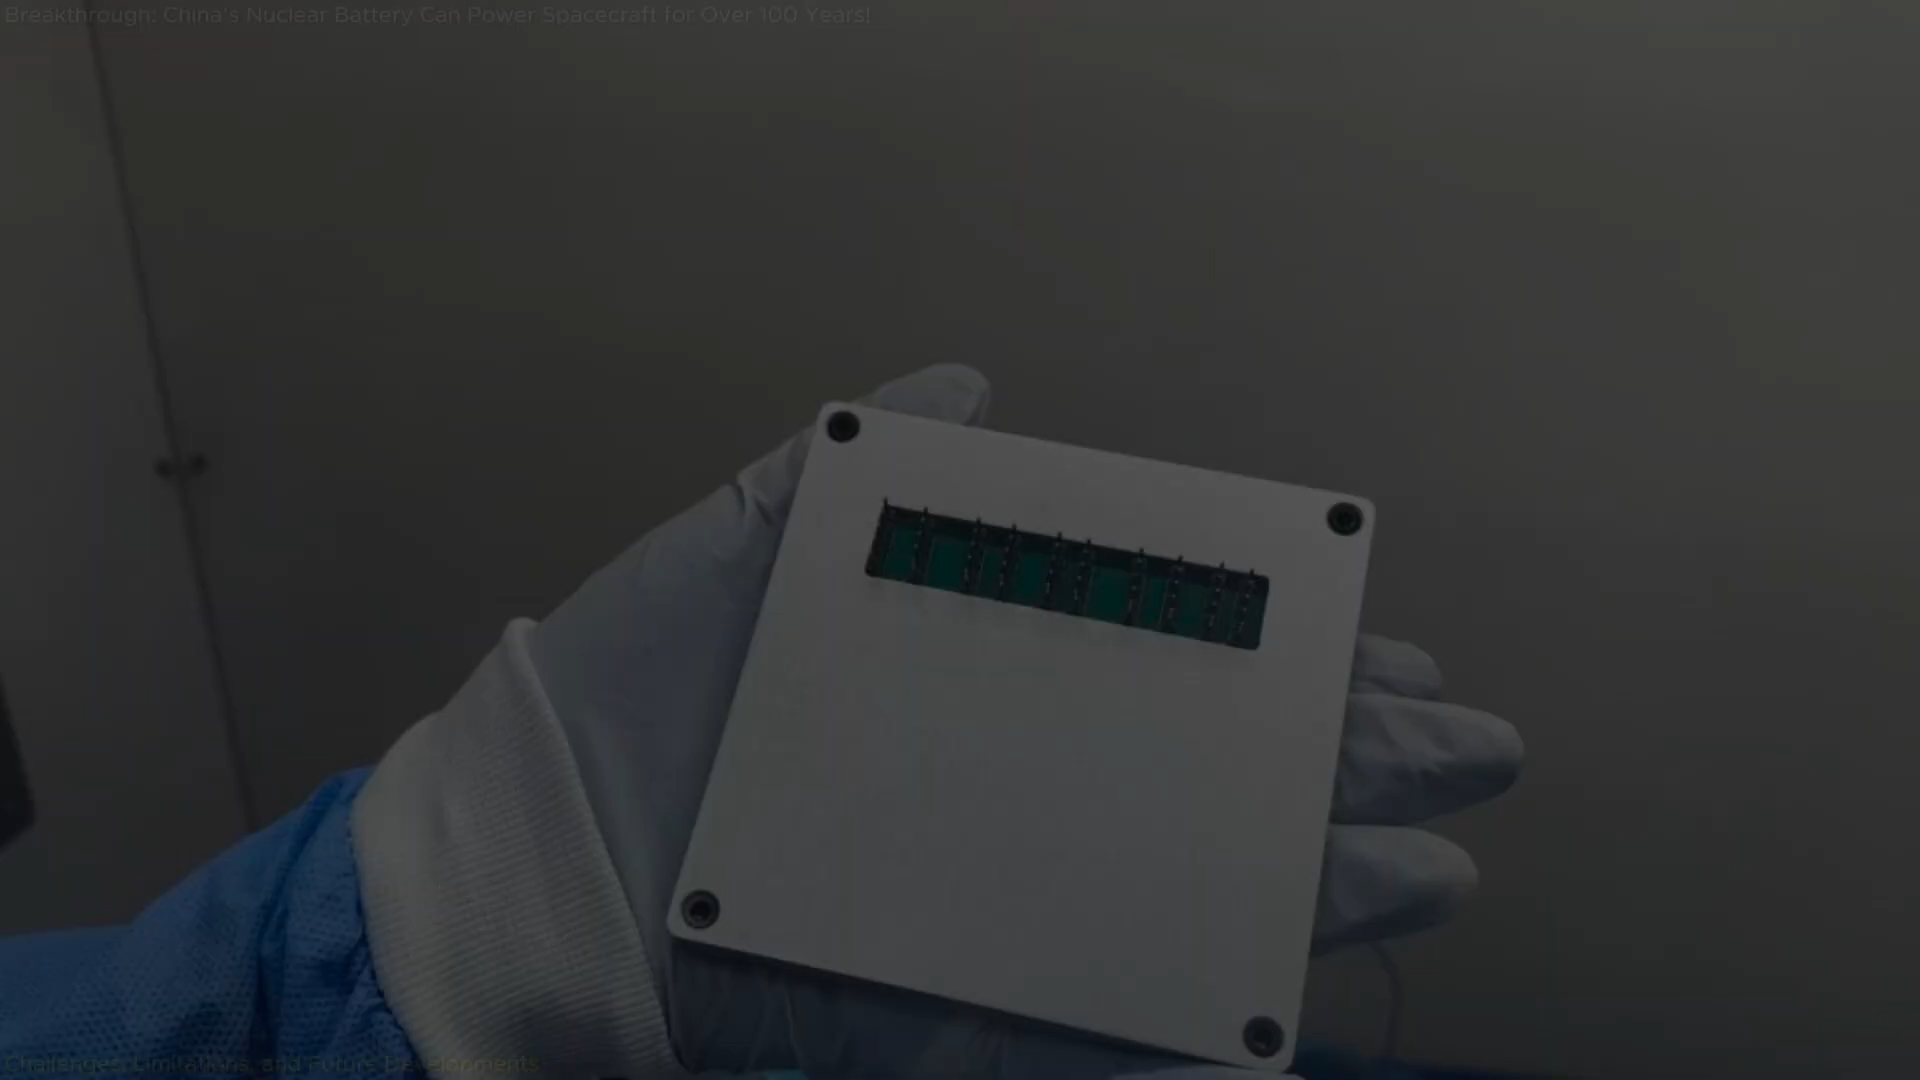 Breakthrough: China's Nuclear Battery Can Power Spacecraft for Over 100 Years!
Challenges, Limitations, and Future Developments